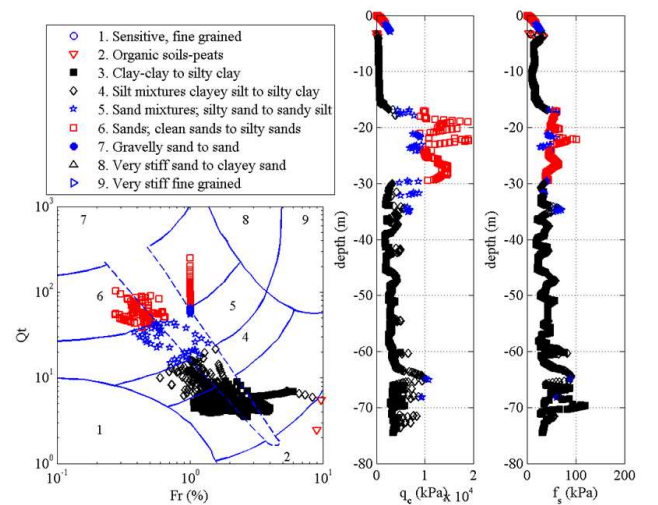 1. Sensitive, fine grained
2. Organic soils-peats
3. Clay-clay to silty clay
4. Silt mixtures clayey silt to silty clay
5. Sand mixtures; silty sand to sandy silt
6. Sands; clean sands to silty sands
7. Gravelly sand to sand
8. Very stiff sand to clayey sand
9. Very stiff fine grained
10³
7
8
9
10²
6
5
Qt
4
10¹
1
2
10⁰
10⁻¹
10⁰
10¹
Fr (%)
0
-10
-20
-30
depth (m)
-40
-50
-60
-70
-80
0
1
2
q_c (kPa)
× 10⁴
0
-10
-20
-30
depth (m)
-40
-50
-60
-70
-80
0
100
200
f_s (kPa)